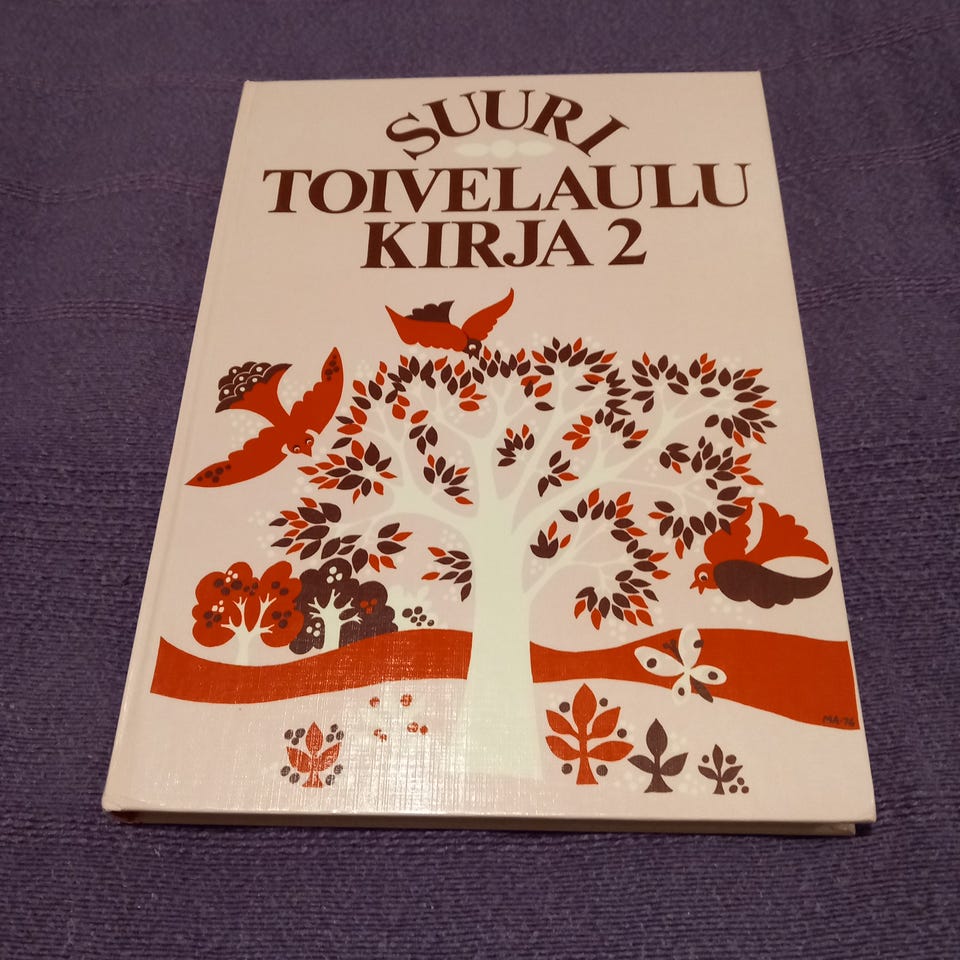 SUURI
TOIVELAULU
KIRJA 2
MA-76